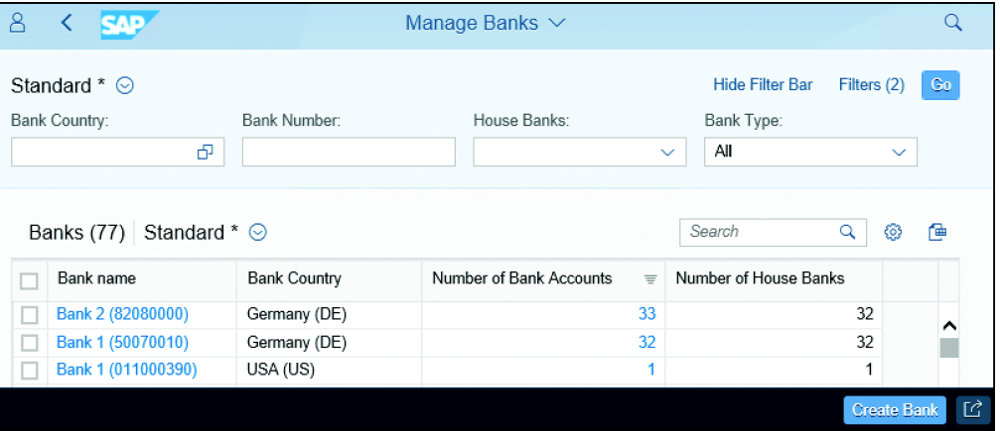 SAP Manage Banks
Standard * Hide Filter Bar Filters (2) Go
Bank Country: Bank Number: House Banks: Bank Type:
All
Banks (77) Standard * Search
Bank name Bank Country Number of Bank Accounts Number of House Banks
Bank 2 (82080000) Germany (DE) 33 32
Bank 1 (50070010) Germany (DE) 32 32
Bank 1 (011000390) USA (US) 1 1
Create Bank